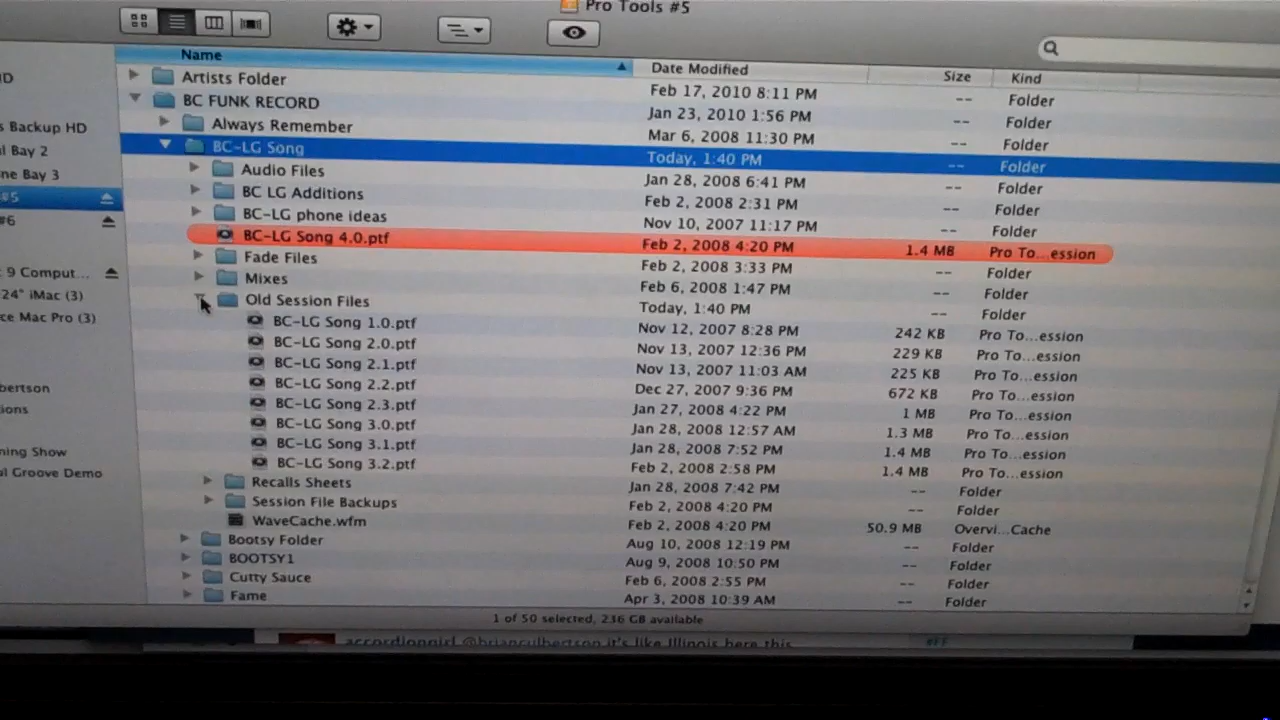 Pro Tools #5
Name Date Modified Size Kind
Artists Folder Feb 17, 2010 8:11 PM -- Folder
BC FUNK RECORD Jan 23, 2010 1:56 PM -- Folder
Always Remember Mar 6, 2008 11:30 PM -- Folder
BC-LG Song Today, 1:40 PM -- Folder
Audio Files Jan 28, 2008 6:41 PM -- Folder
BC LG Additions Feb 2, 2008 2:31 PM -- Folder
BC-LG phone ideas Nov 10, 2007 11:17 PM -- Folder
BC-LG Song 4.0.ptf Feb 2, 2008 4:20 PM 1.4 MB Pro To...ession
Fade Files Feb 2, 2008 3:33 PM -- Folder
Mixes Feb 6, 2008 1:47 PM -- Folder
Old Session Files Today, 1:40 PM -- Folder
BC-LG Song 1.0.ptf Nov 12, 2007 8:28 PM 242 KB Pro To...ession
BC-LG Song 2.0.ptf Nov 13, 2007 12:36 PM 229 KB Pro To...ession
BC-LG Song 2.1.ptf Nov 13, 2007 11:03 AM 225 KB Pro To...ession
BC-LG Song 2.2.ptf Dec 27, 2007 9:36 PM 672 KB Pro To...ession
BC-LG Song 2.3.ptf Jan 27, 2008 4:22 PM 1 MB Pro To...ession
BC-LG Song 3.0.ptf Jan 28, 2008 12:57 AM 1.3 MB Pro To...ession
BC-LG Song 3.1.ptf Jan 28, 2008 7:52 PM 1.4 MB Pro To...ession
BC-LG Song 3.2.ptf Feb 2, 2008 2:58 PM 1.4 MB Pro To...ession
Recalls Sheets Jan 28, 2008 7:42 PM -- Folder
Session File Backups Feb 2, 2008 4:20 PM -- Folder
WaveCache.wfm Feb 2, 2008 4:20 PM 50.9 MB Overvi...Cache
Bootsy Folder Aug 10, 2008 12:19 PM -- Folder
BOOTSY1 Aug 9, 2008 10:50 PM -- Folder
Cutty Sauce Feb 6, 2008 2:55 PM -- Folder
Fame Apr 3, 2008 10:39 AM -- Folder
1 of 50 selected, 236 GB available
D
s Backup HD
l Bay 2
ne Bay 3
#5
#6
9 Comput...
24" iMac (3)
ce Mac Pro (3)
bertson
ions
ning Show
al Groove Demo
accordiongirl @brianculbertson it's like Illinois here this